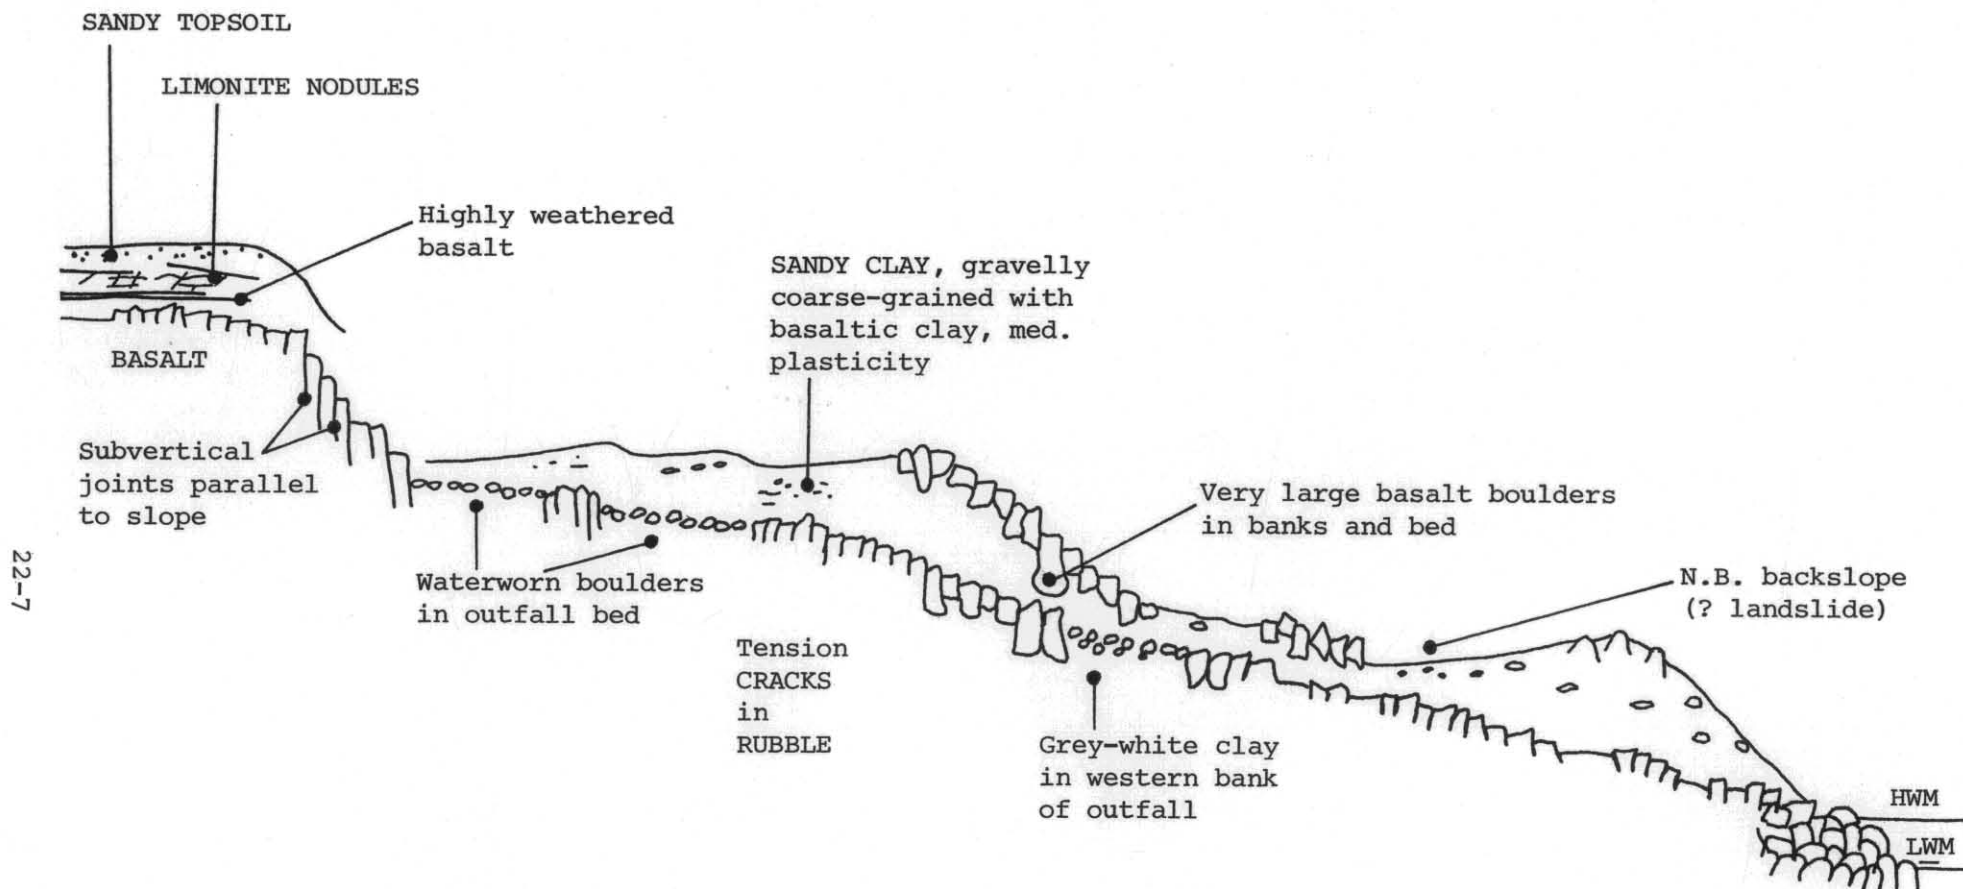 SANDY TOPSOIL
LIMONITE NODULES
Highly weathered
basalt
SANDY CLAY, gravelly
coarse-grained with
basaltic clay, med.
plasticity
BASALT
Subvertical
joints parallel
to slope
Very large basalt boulders
in banks and bed
22-7
Waterworn boulders
in outfall bed
N.B. backslope
(? landslide)
Tension
CRACKS
in
RUBBLE
Grey-white clay
in western bank
of outfall
HWM
LWM